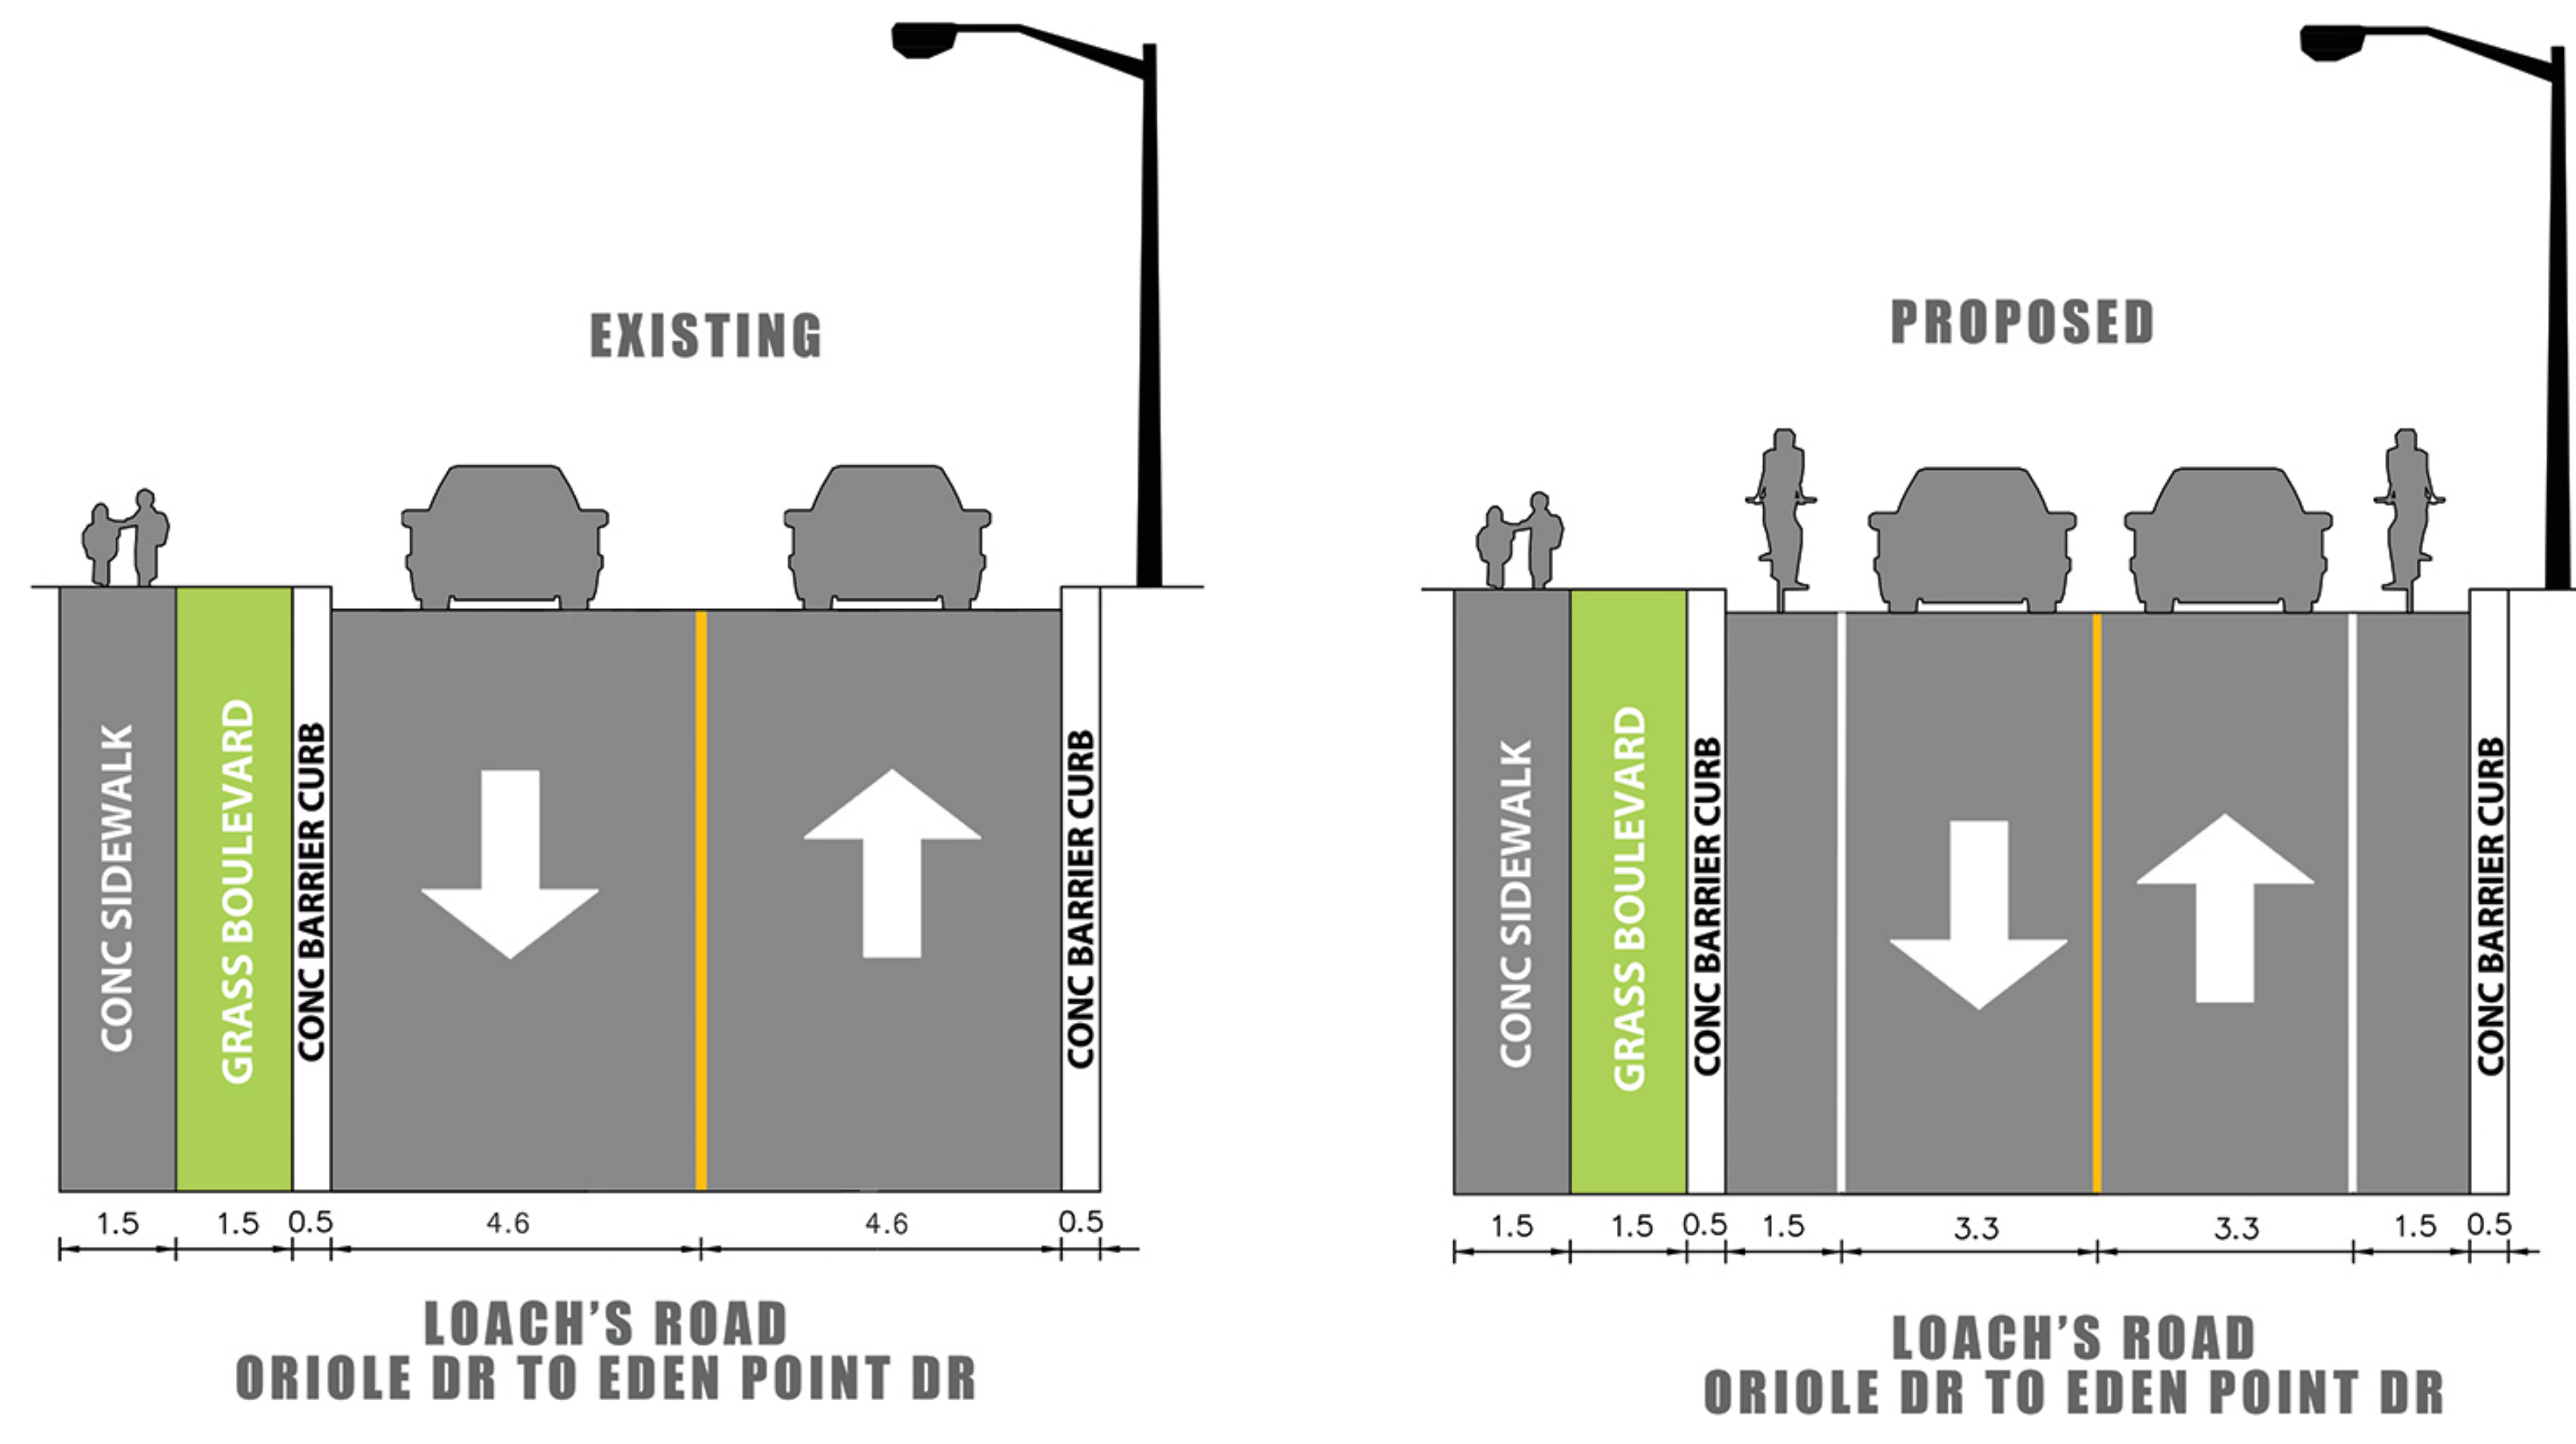 EXISTING
CONC SIDEWALK
GRASS BOULEVARD
CONC BARRIER CURB
CONC BARRIER CURB
1.5 1.5 0.5 4.6 4.6 0.5
LOACH'S ROAD
ORIOLE DR TO EDEN POINT DR
PROPOSED
CONC SIDEWALK
GRASS BOULEVARD
CONC BARRIER CURB
CONC BARRIER CURB
1.5 1.5 0.5 1.5 3.3 3.3 1.5 0.5
LOACH'S ROAD
ORIOLE DR TO EDEN POINT DR